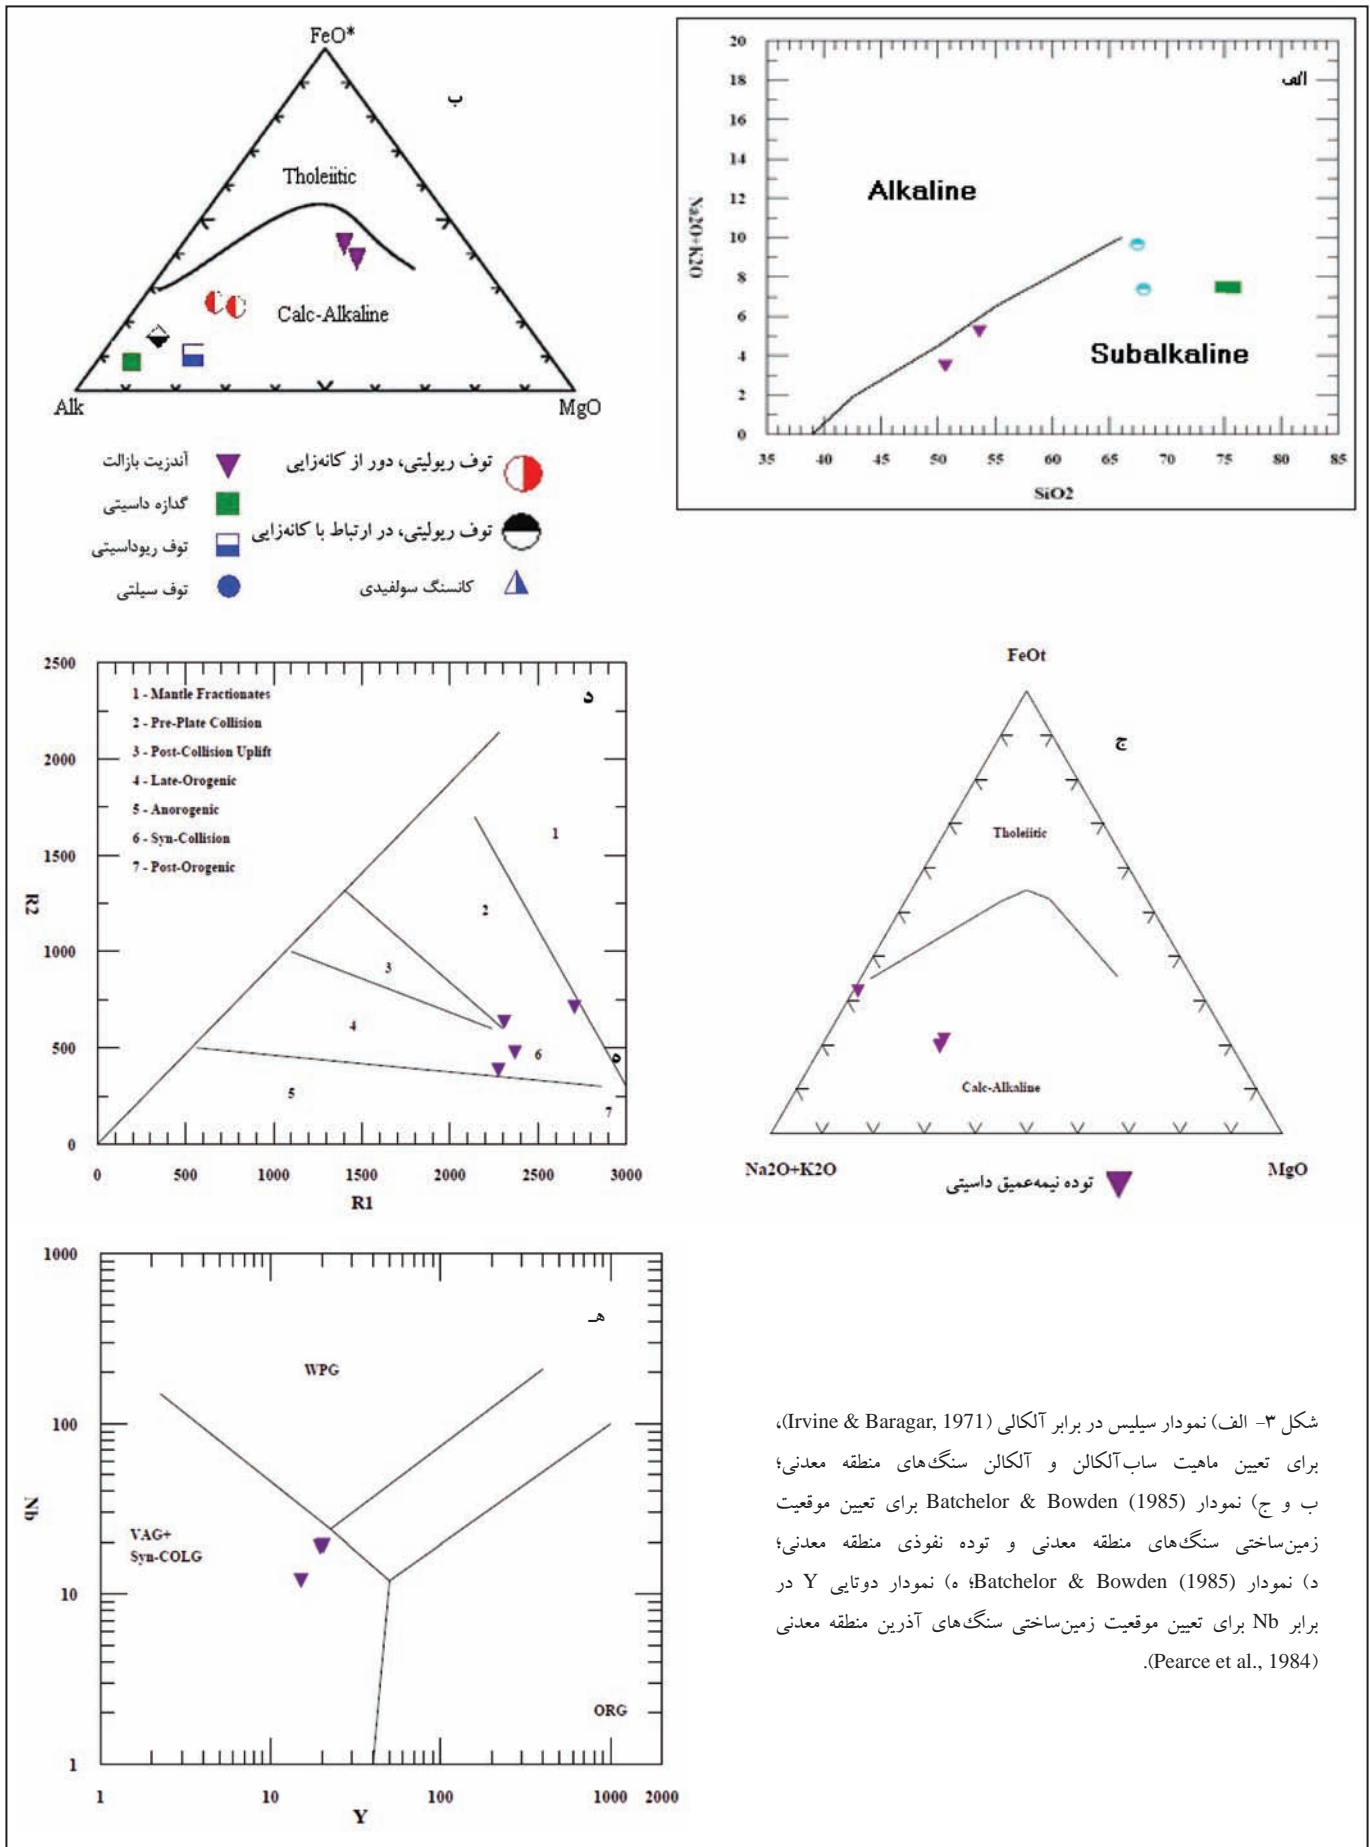 FeO*
ب
Tholeiitic
Calc-Alkaline
Alk
MgO
آندزیت بازالت
گدازه داسیتی
توف ریوداسیتی
توف سیلتی
توف ریولیتی، دور از کانه‌زایی
توف ریولیتی، در ارتباط با کانه‌زایی
کانسنگ سولفیدی
الف
20
18
16
14
12
10
8
6
4
2
0
Na2O+K2O
Alkaline
Subalkaline
35 40 45 50 55 60 65 70 75 80 85
SiO2
2500
2000
1500
1000
500
0
R2
1 - Mantle Fractionates
2 - Pre-Plate Collision
3 - Post-Collision Uplift
4 - Late-Orogenic
5 - Anorogenic
6 - Syn-Collision
7 - Post-Orogenic
د
1
2
3
4
6
ه
5
7
0 500 1000 1500 2000 2500 3000
R1
FeOt
ج
Tholeiitic
Calc-Alkaline
Na2O+K2O
MgO
توده نیمه‌عمیق داسیتی
1000
100
10
1
Nb
هـ
WPG
VAG+
Syn-COLG
ORG
1 10 100 1000 2000
Y
شکل ۳- الف) نمودار سیلیس در برابر آلکالی (Irvine & Baragar, 1971)،
برای تعیین ماهیت ساب‌آلکالن و آلکالن سنگ‌های منطقه معدنی؛
ب و ج) نمودار Batchelor & Bowden (1985) برای تعیین موقعیت
زمین‌ساختی سنگ‌های منطقه معدنی و توده نفوذی منطقه معدنی؛
د) نمودار Batchelor & Bowden (1985)؛ ه) نمودار دوتایی Y در
برابر Nb برای تعیین موقعیت زمین‌ساختی سنگ‌های آذرین منطقه معدنی
(Pearce et al., 1984).